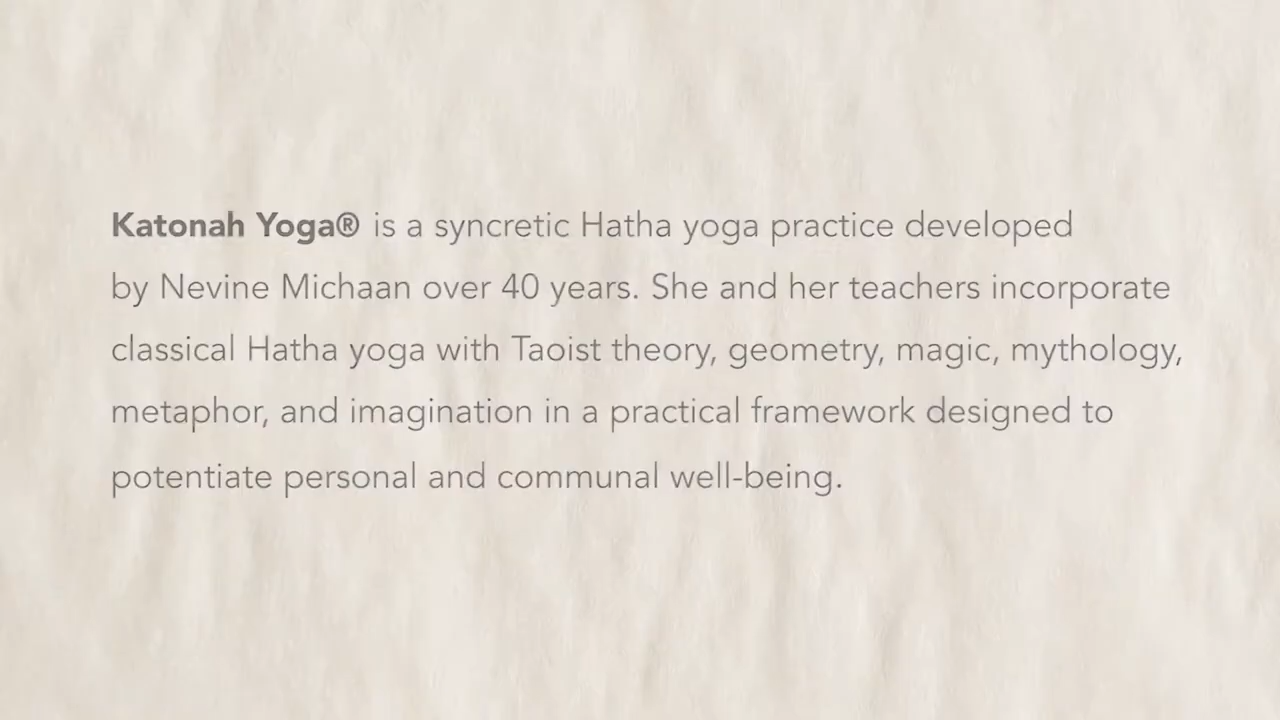 Katonah Yoga® is a syncretic Hatha yoga practice developed
by Nevine Michaan over 40 years. She and her teachers incorporate
classical Hatha yoga with Taoist theory, geometry, magic, mythology,
metaphor, and imagination in a practical framework designed to
potentiate personal and communal well-being.